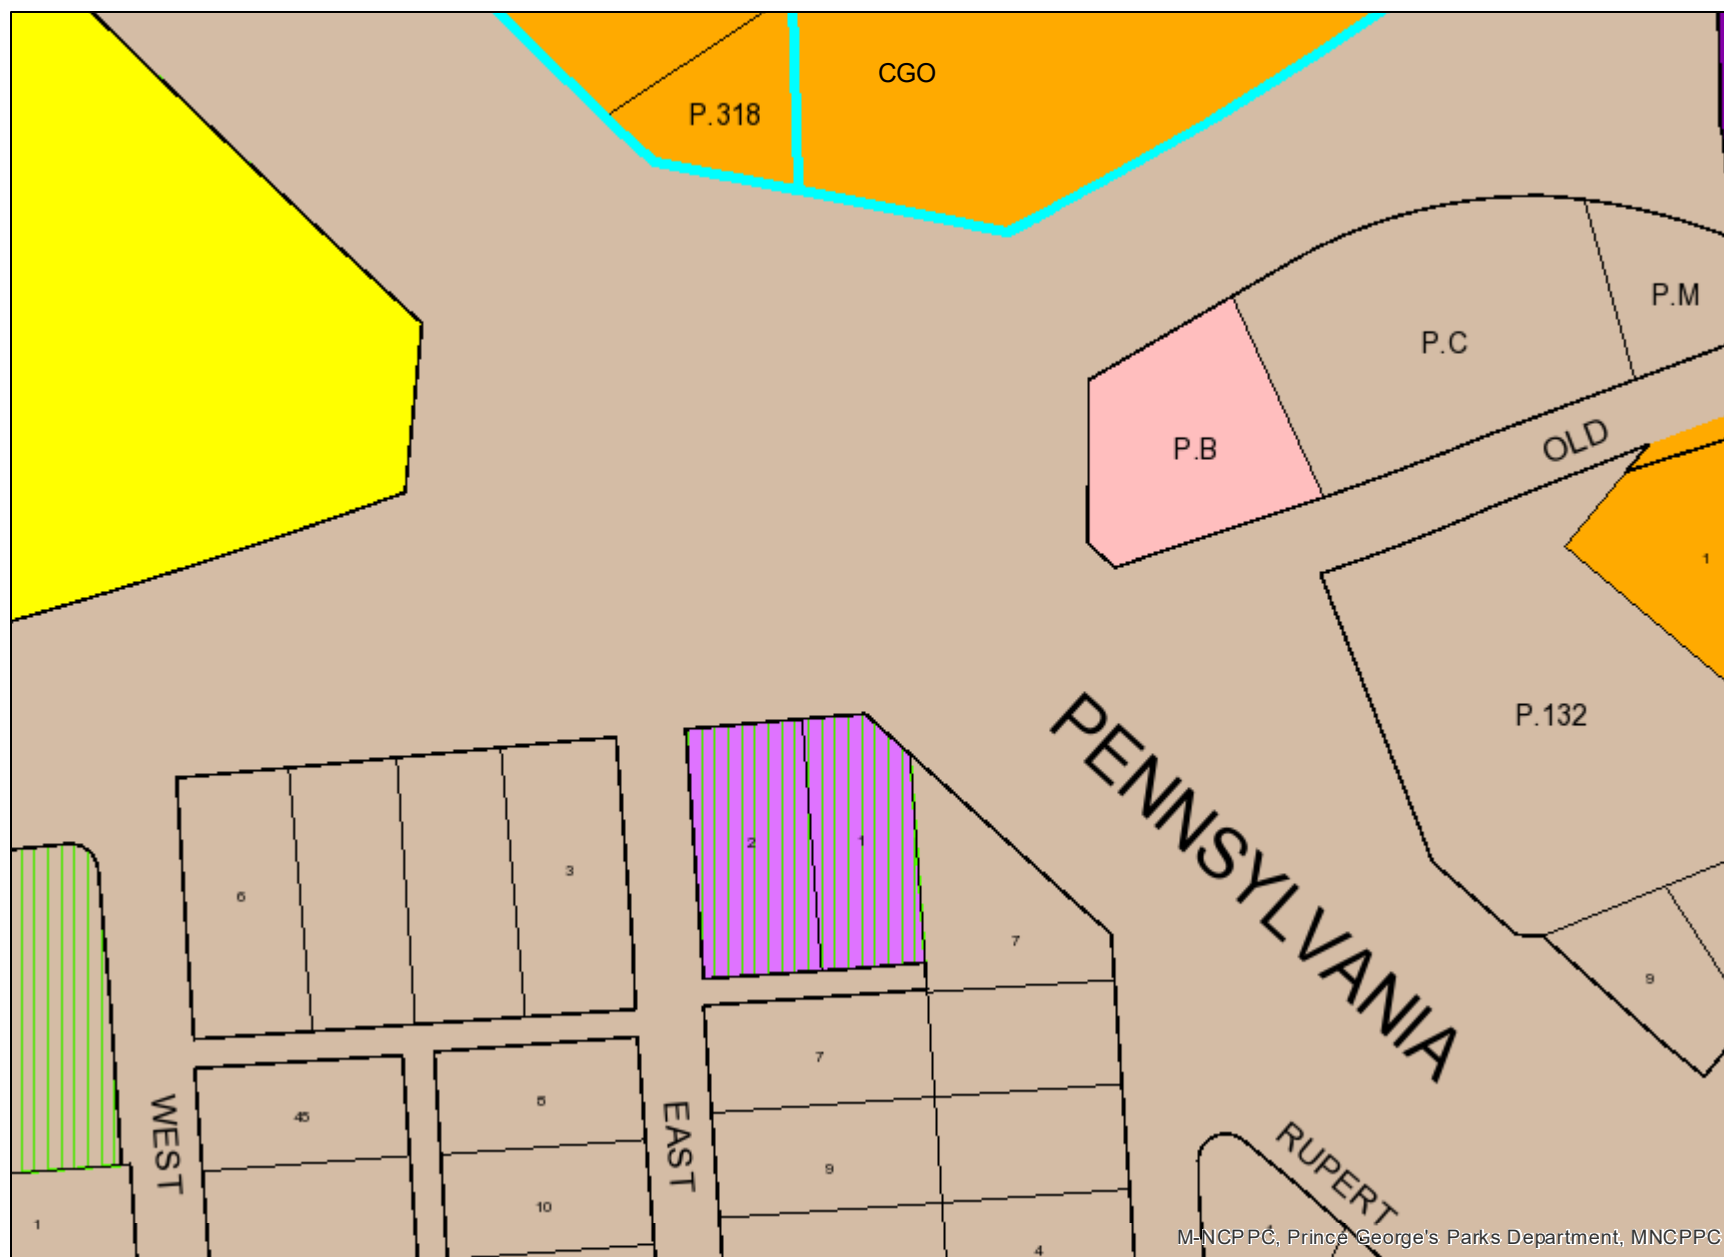 CGO
P.318
P.M
P.C
P.B
OLD
1
P.132
PENNSYLVANIA
2
1
3
6
7
9
7
45
8
WEST
EAST
9
10
1
RUPERT
4
M-NCPPC, Prince George's Parks Department, MNCPPC